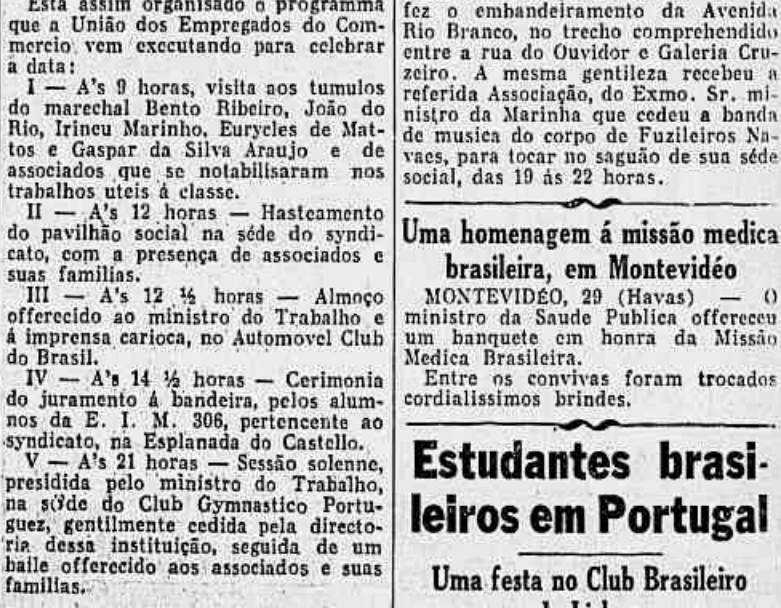 Está assim organisado o programma
que a União dos Empregados do Com-
mercio vem executando para celebrar
a data:
I — A's 9 horas, visita aos tumulos
do marechal Bento Ribeiro, João do
Rio, Irineu Marinho, Eurycles de Mat-
tos e Gaspar da Silva Araujo e de
associados que se notabilisaram nos
trabalhos uteis á classe.
II — A's 12 horas — Hasteamento
do pavilhão social na séde do syndi-
cato, com a presença de associados e
suas familias.
III — A's 12 ½ horas — Almoço
offerecido ao ministro do Trabalho e
á imprensa carioca, no Automovel Club
do Brasil.
IV — A's 14 ½ horas — Cerimonia
do juramento á bandeira, pelos alum-
nos da E. I. M. 306, pertencente ao
syndicato, na Esplanada do Castello.
V — A's 21 horas — Sessão solenne,
presidida pelo ministro do Trabalho,
na séde do Club Gymnastico Portu-
guez, gentilmente cedida pela directo-
ria dessa instituição, seguida de um
baile offerecido aos associados e suas
familias.
fez o embandeiramento da Avenida
Rio Branco, no trecho comprehendido
entre a rua do Ouvidor e Galeria Cru-
zeiro. A mesma gentileza recebeu a
referida Associação, do Exmo. Sr. mi-
nistro da Marinha que cedeu a banda
de musica do corpo de Fuzileiros Na-
vaes, para tocar no saguão de sua séde
social, das 19 ás 22 horas.
Uma homenagem á missão medica
brasileira, em Montevidéo
MONTEVIDÉO, 29 (Havas) — O
ministro da Saude Publica offereceu
um banquete em honra da Missão
Medica Brasileira.
Entre os convivas foram trocados
cordialissimos brindes.
Estudantes brasi-
leiros em Portugal
Uma festa no Club Brasileiro